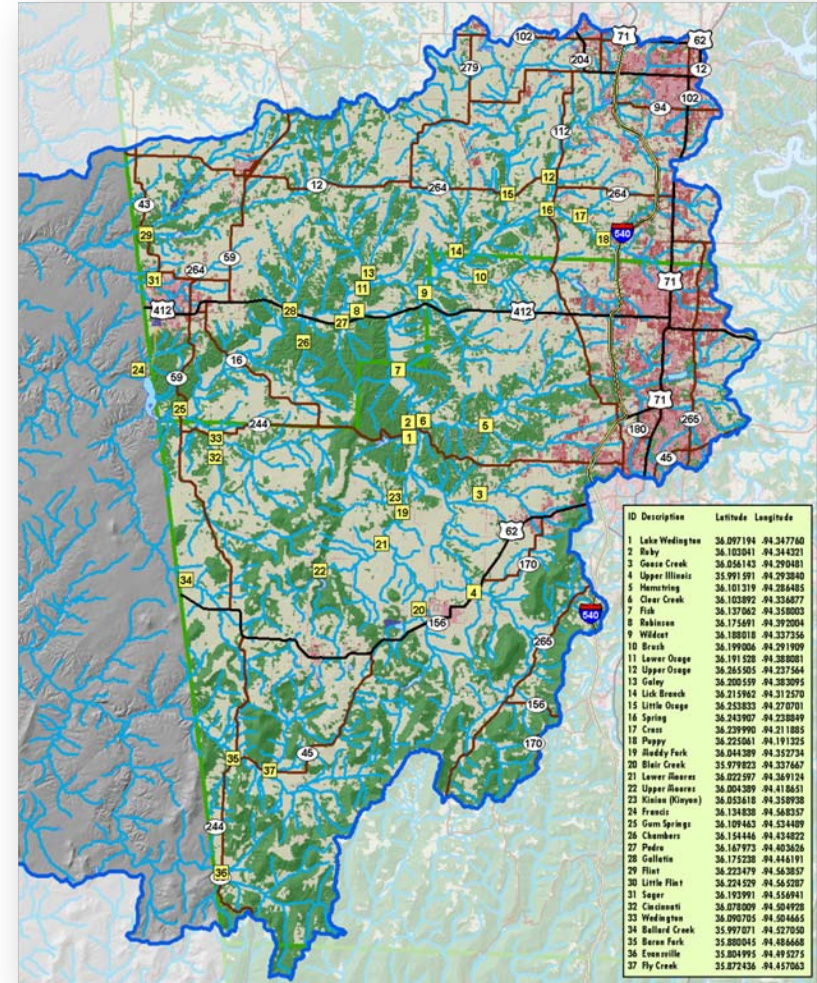 71
62
102
204
12
279
102
94
112
12
12
264
15
43
264
16
17
29
59
18
540
14
13
264
31
10
11
71
9
412
28
8
412
27
26
16
24
7
59
71
25
244
2
6
5
265
180
33
1
45
32
23
3
19
62
21
170
34
22
4
20
156
540
265
156
45
170
35
37
244
36
ID Description Latitude Longitude
1 Lake Wedington 36.097194 -94.347760
2 Ruby 36.103041 -94.344321
3 Goose Creek 36.056143 -94.290481
4 Upper Illinois 35.991591 -94.293840
5 Hamstring 36.101319 -94.286485
6 Clear Creek 36.103892 -94.336877
7 Fish 36.137062 -94.358003
8 Robinson 36.175691 -94.392004
9 Wildcat 36.188018 -94.337356
10 Brush 36.199006 -94.291909
11 Lower Osage 36.191528 -94.388081
12 Upper Osage 36.265505 -94.237564
13 Galey 36.200559 -94.383095
14 Lick Branch 36.215962 -94.312570
15 Little Osage 36.253833 -94.270701
16 Spring 36.243907 -94.238849
17 Cross 36.239990 -94.211885
18 Puppy 36.225061 -94.191325
19 Muddy Fork 36.044389 -94.352734
20 Blair Creek 35.979823 -94.337667
21 Lower Moores 36.022597 -94.369124
22 Upper Moores 36.004389 -94.418651
23 Kinion (Kinyon) 36.053618 -94.358938
24 Francis 36.134838 -94.568357
25 Gum Springs 36.109463 -94.534489
26 Chambers 36.154446 -94.434822
27 Pedro 36.167973 -94.403626
28 Gallatin 36.175238 -94.446191
29 Flint 36.223479 -94.563857
30 Little Flint 36.224529 -94.565287
31 Sager 36.193991 -94.556941
32 Cincinnati 36.078009 -94.504928
33 Wedington 36.090705 -94.504665
34 Ballard Creek 35.997071 -94.527050
35 Baron Fork 35.880045 -94.486668
36 Evansville 35.804995 -94.495275
37 Fly Creek 35.872436 -94.457063